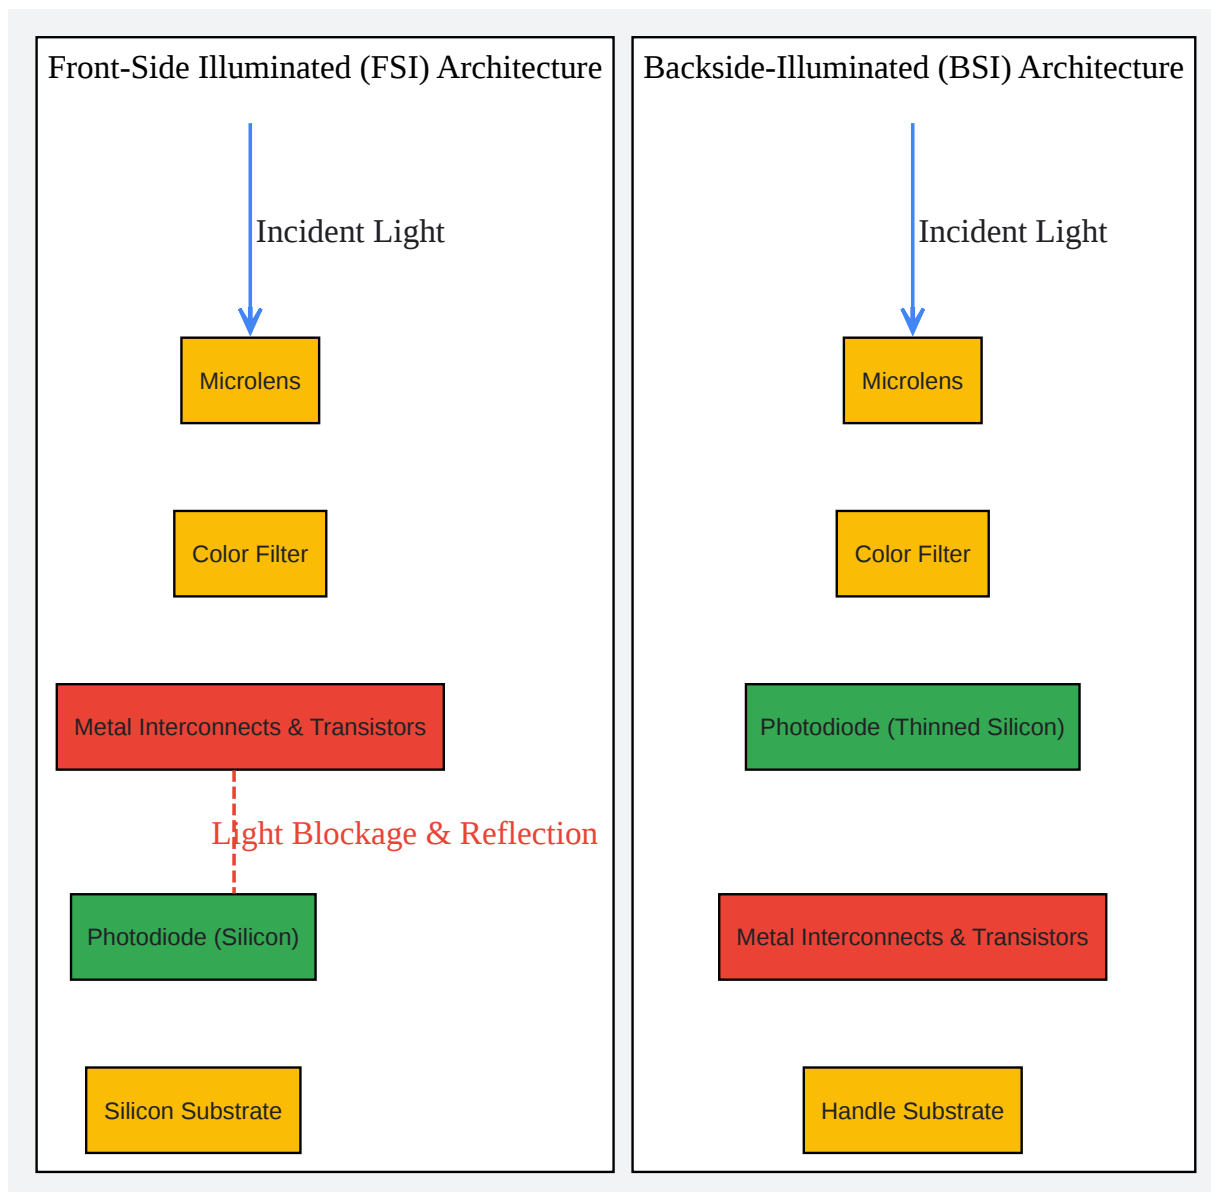 Front-Side Illuminated (FSI) Architecture
Incident Light
Microlens
Color Filter
Metal Interconnects & Transistors
Light Blockage & Reflection
Photodiode (Silicon)
Silicon Substrate
Backside-Illuminated (BSI) Architecture
Incident Light
Microlens
Color Filter
Photodiode (Thinned Silicon)
Metal Interconnects & Transistors
Handle Substrate